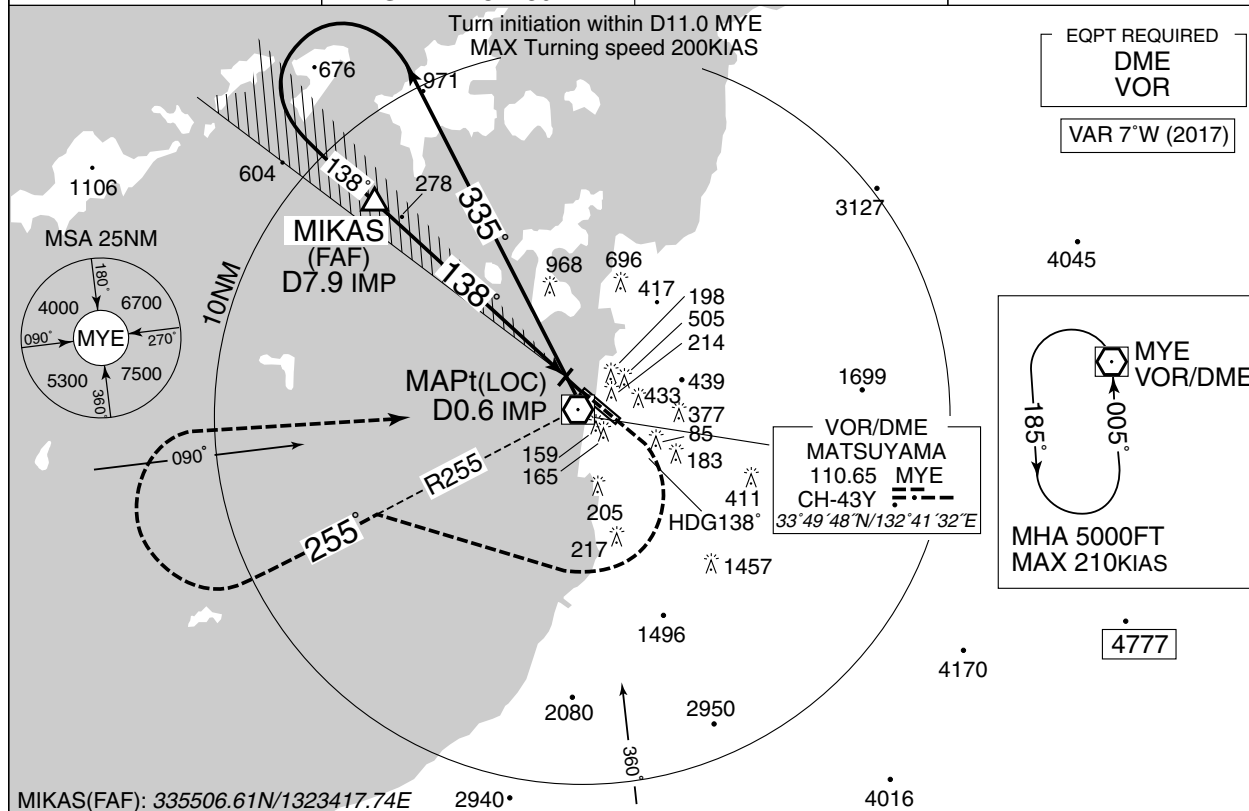 Turn initiation within D11.0 MYE
MAX Turning speed 200KIAS
EQPT REQUIRED
DME
VOR
VAR 7°W (2017)
676
971
604
278
138°
335°
1106
3127
4045
MIKAS
(FAF)
D7.9 IMP
138°
10NM
MSA 25NM
180°
4000
6700
090°
MYE
270°
5300
7500
360°
968
696
417
198
505
214
439
433
377
1699
MAPt(LOC)
D0.6 IMP
85
159
165
183
411
205
217
HDG138°
1457
090°
R255
255°
VOR/DME
MATSUYAMA
110.65 MYE
CH-43Y
33°49´48˝N/132°41´32˝E
MYE
VOR/DME
185°
005°
MHA 5000FT
MAX 210KIAS
1496
4777
4170
2080
2950
360°
MIKAS(FAF): 335506.61N/1323417.74E
2940
4016